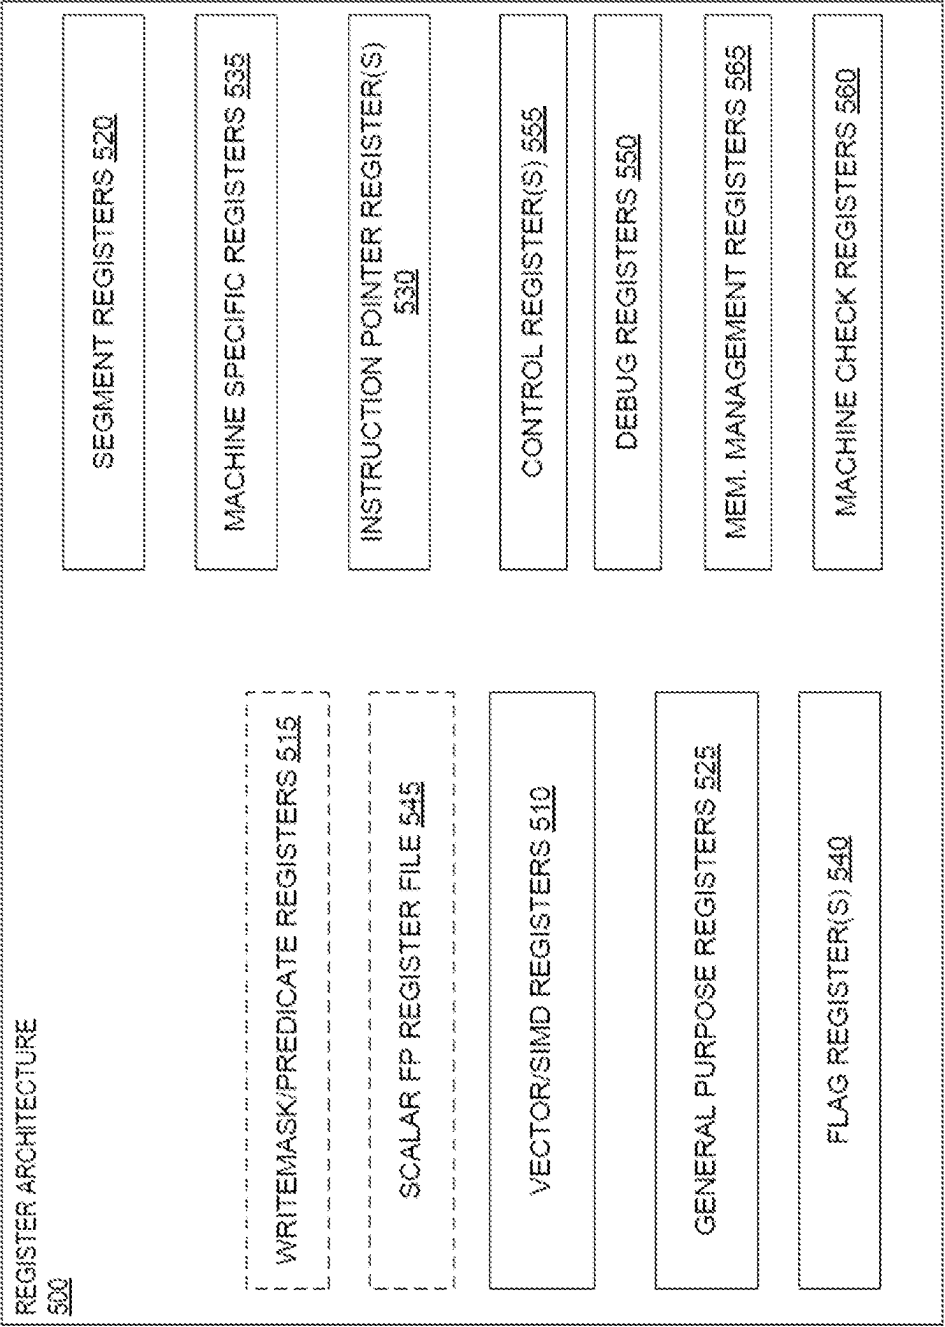 REGISTER ARCHITECTURE
500
WRITEMASK/PREDICATE REGISTERS 515
SCALAR FP REGISTER FILE 545
VECTOR/SIMD REGISTERS 510
GENERAL PURPOSE REGISTERS 525
FLAG REGISTER(S) 540
SEGMENT REGISTERS 520
MACHINE SPECIFIC REGISTERS 535
INSTRUCTION POINTER REGISTER(S)
530
CONTROL REGISTER(S) 555
DEBUG REGISTERS 550
MEM. MANAGEMENT REGISTERS 565
MACHINE CHECK REGISTERS 560